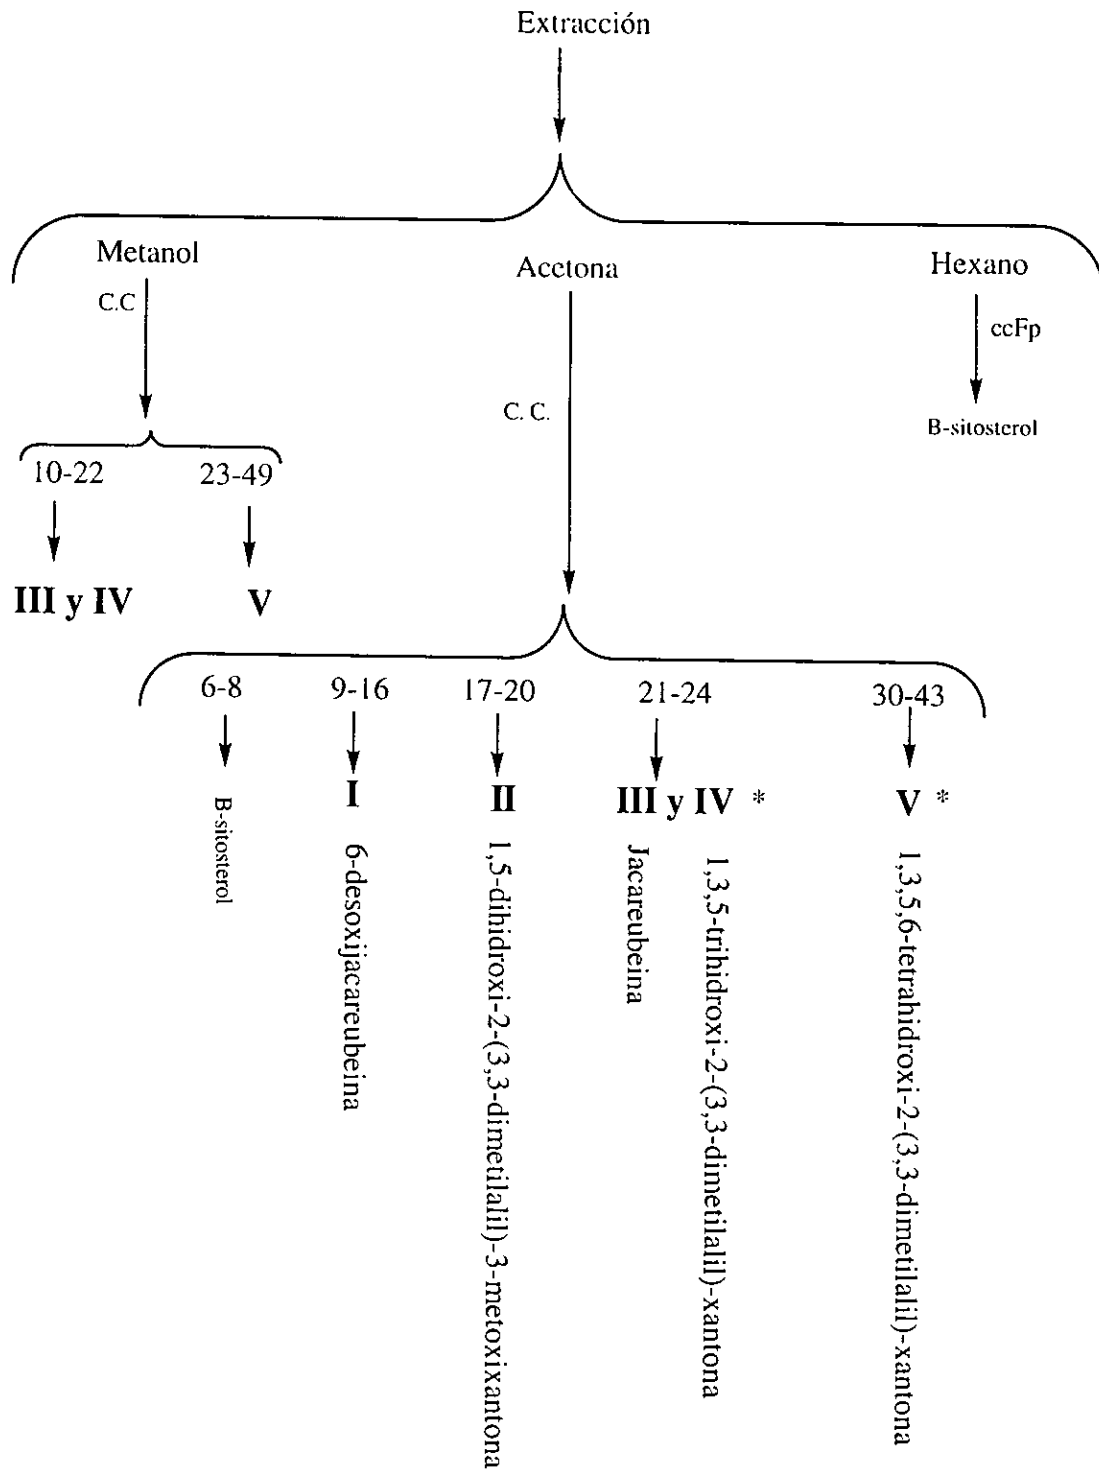 Extracción
Metanol
Acetona
Hexano
C.C
C. C.
ccFp
B-sitosterol
10-22
23-49
III y IV
V
6-8
9-16
17-20
21-24
30-43
I
II
III y IV *
V *
B-sitosterol
6-desoxijacareubeina
1,5-dihidroxi-2-(3,3-dimetilalil)-3-metoxixantona
Jacareubeina
1,3,5-trihidroxi-2-(3,3-dimetilalil)-xantona
1,3,5,6-tetrahidroxi-2-(3,3-dimetilalil)-xantona